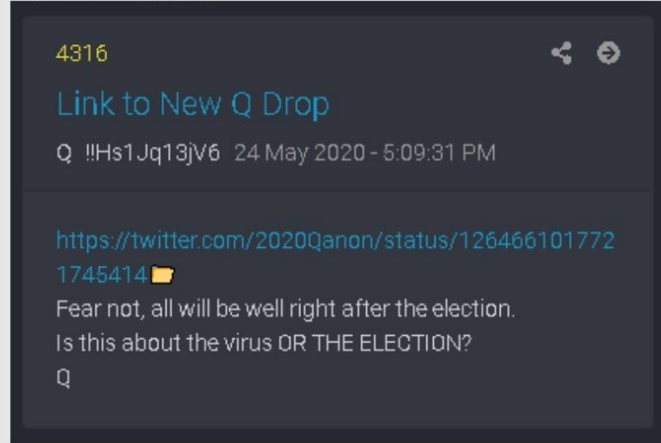 4316
Link to New Q Drop
Q !!Hs1Jq13jV6 24 May 2020 - 5:09:31 PM
https://twitter.com/2020Qanon/status/126466101772
1745414
Fear not, all will be well right after the election.
Is this about the virus OR THE ELECTION?
Q